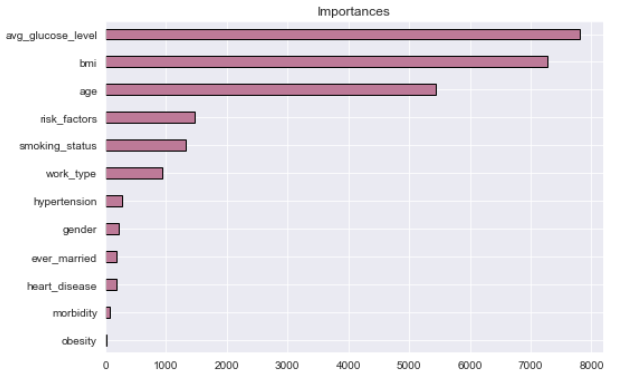 Importances
avg_glucose_level
bmi
age
risk_factors
smoking_status
work_type
hypertension
gender
ever_married
heart_disease
morbidity
obesity
0 1000 2000 3000 4000 5000 6000 7000 8000